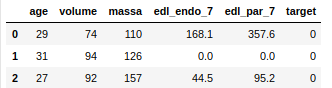 age volume massa edl_endo_7 edl_par_7 target
0 29 74 110 168.1 357.6 0
1 31 94 126 0.0 0.0 0
2 27 92 157 44.5 95.2 0